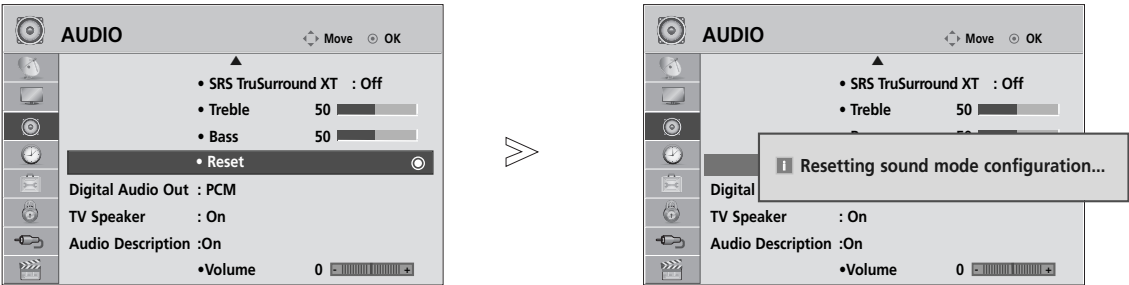 AUDIO
Move OK
• SRS TruSurround XT : Off
• Treble 50
• Bass 50
• Reset
Digital Audio Out : PCM
TV Speaker : On
Audio Description :On
•Volume 0 - +
AUDIO
Move OK
• SRS TruSurround XT : Off
• Treble 50
i Resetting sound mode configuration...
Digital
TV Speaker : On
Audio Description :On
•Volume 0 - +